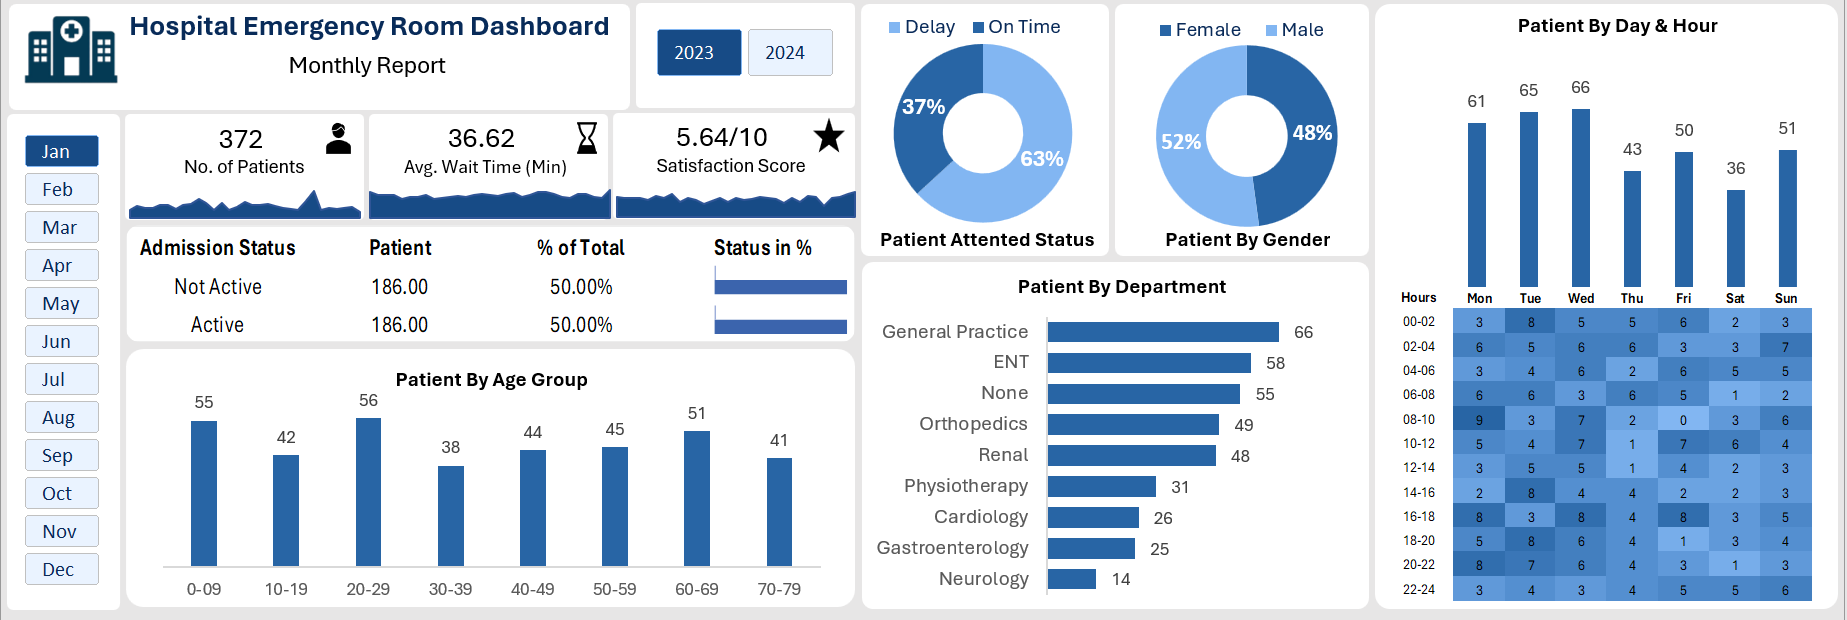 Hospital Emergency Room Dashboard
Monthly Report
2023 2024
Jan
Feb
Mar
Apr
May
Jun
Jul
Aug
Sep
Oct
Nov
Dec
372
No. of Patients
36.62
Avg. Wait Time (Min)
5.64/10
Satisfaction Score
Admission Status Patient % of Total Status in %
Not Active 186.00 50.00%
Active 186.00 50.00%
Patient By Age Group
55 42 56 38 44 45 51 41
0-09 10-19 20-29 30-39 40-49 50-59 60-69 70-79
Delay On Time
37%
63%
Patient Attented Status
Female Male
52% 48%
Patient By Gender
Patient By Department
General Practice 66
ENT 58
None 55
Orthopedics 49
Renal 48
Physiotherapy 31
Cardiology 26
Gastroenterology 25
Neurology 14
Patient By Day & Hour
61 65 66 43 50 36 51
Hours Mon Tue Wed Thu Fri Sat Sun
00-02 3 8 5 5 6 2 3
02-04 6 5 6 6 3 3 7
04-06 3 4 6 2 6 5 5
06-08 6 6 3 6 5 1 2
08-10 9 3 7 2 0 3 6
10-12 5 4 7 1 7 6 4
12-14 3 5 5 1 4 2 3
14-16 2 8 4 4 2 2 3
16-18 8 3 8 4 8 3 5
18-20 5 8 6 4 1 3 4
20-22 8 7 6 4 3 1 3
22-24 3 4 3 4 5 5 6